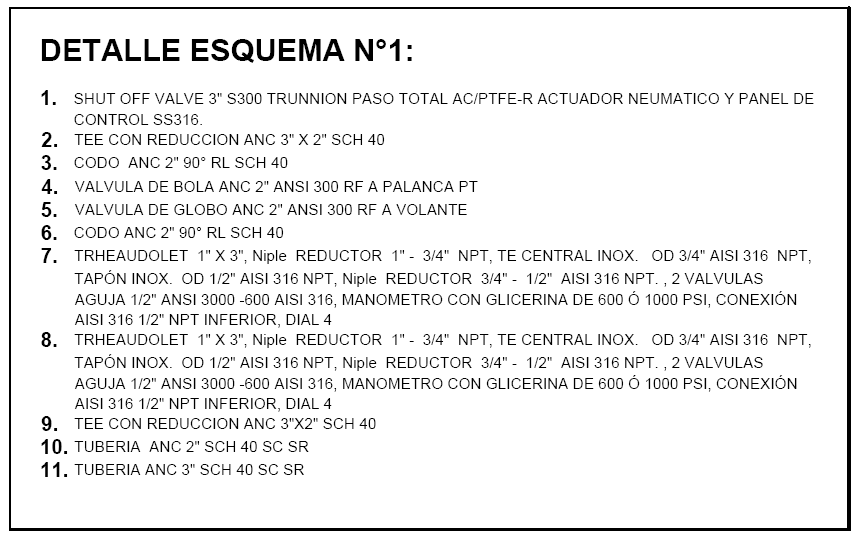 DETALLE ESQUEMA N°1:
1. SHUT OFF VALVE 3" S300 TRUNNION PASO TOTAL AC/PTFE-R ACTUADOR NEUMATICO Y PANEL DE
CONTROL SS316.
2. TEE CON REDUCCION ANC 3" X 2" SCH 40
3. CODO ANC 2" 90° RL SCH 40
4. VALVULA DE BOLA ANC 2" ANSI 300 RF A PALANCA PT
5. VALVULA DE GLOBO ANC 2" ANSI 300 RF A VOLANTE
6. CODO ANC 2" 90° RL SCH 40
7. TRHEAUDOLET 1" X 3", Niple REDUCTOR 1" - 3/4" NPT, TE CENTRAL INOX. OD 3/4" AISI 316 NPT,
TAPÓN INOX. OD 1/2" AISI 316 NPT, Niple REDUCTOR 3/4" - 1/2" AISI 316 NPT. , 2 VALVULAS
AGUJA 1/2" ANSI 3000 -600 AISI 316, MANOMETRO CON GLICERINA DE 600 Ó 1000 PSI, CONEXIÓN
AISI 316 1/2" NPT INFERIOR, DIAL 4
8. TRHEAUDOLET 1" X 3", Niple REDUCTOR 1" - 3/4" NPT, TE CENTRAL INOX. OD 3/4" AISI 316 NPT,
TAPÓN INOX. OD 1/2" AISI 316 NPT, Niple REDUCTOR 3/4" - 1/2" AISI 316 NPT. , 2 VALVULAS
AGUJA 1/2" ANSI 3000 -600 AISI 316, MANOMETRO CON GLICERINA DE 600 Ó 1000 PSI, CONEXIÓN
AISI 316 1/2" NPT INFERIOR, DIAL 4
9. TEE CON REDUCCION ANC 3"X2" SCH 40
10. TUBERIA ANC 2" SCH 40 SC SR
11. TUBERIA ANC 3" SCH 40 SC SR